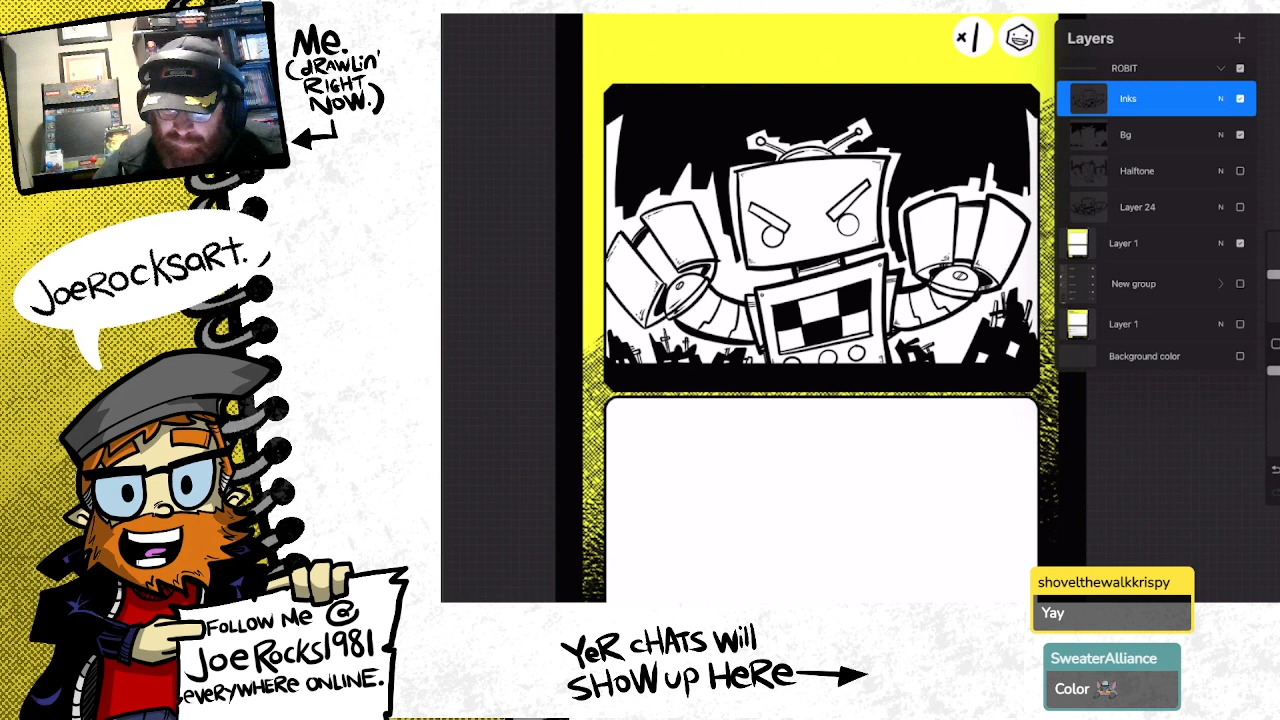 Me.
(dRAWLiN'
RiGHT
NoW.)
JoeRocksart.
FoLLoW Me @
JoeRocks1981
everyWHeRe oNLiNe.
x1
Layers
ROBIT
Inks N
Bg N
Halftone N
Layer 24 N
Layer 1 N
New group
Layer 1 N
Background color
YeR cHATs Will
SHoW up HeRe
shovelthewalkkrispy
Yay
SweaterAlliance
Color